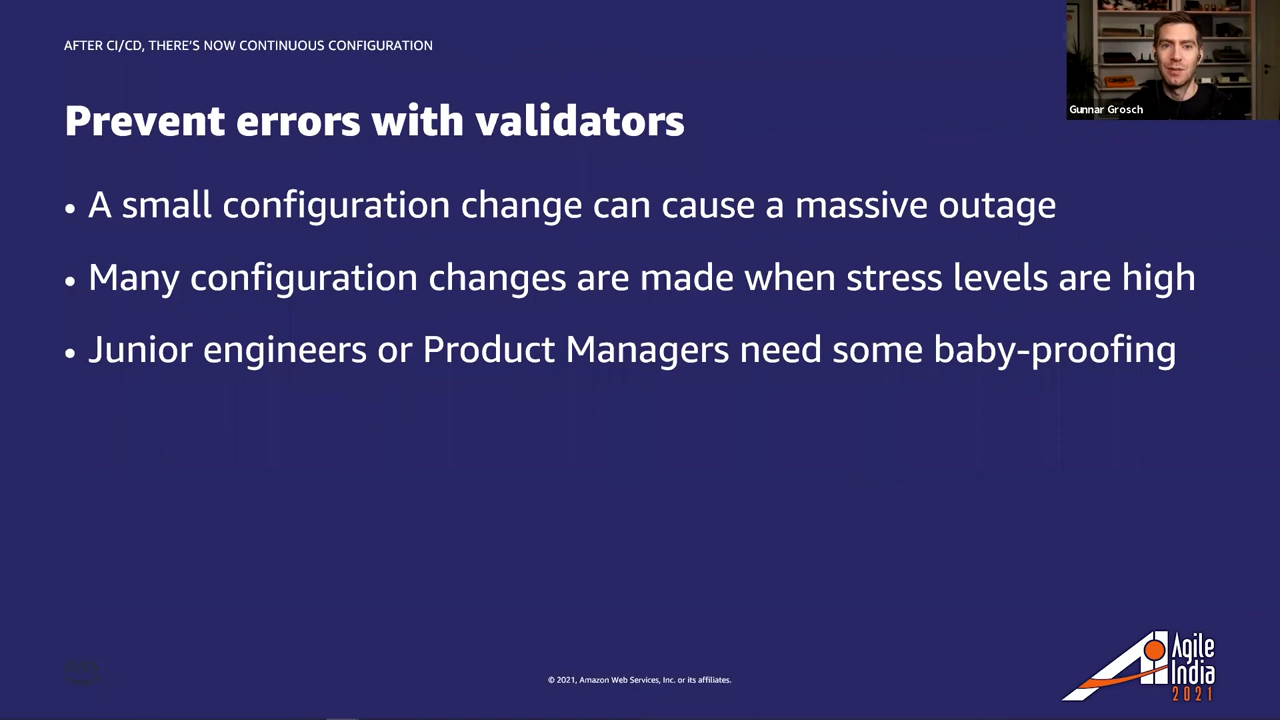 AFTER CI/CD, THERE'S NOW CONTINUOUS CONFIGURATION
Gunnar Grosch
Prevent errors with validators
• A small configuration change can cause a massive outage
• Many configuration changes are made when stress levels are high
• Junior engineers or Product Managers need some baby-proofing
© 2021, Amazon Web Services, Inc. or its affiliates.
Agile
India
2021